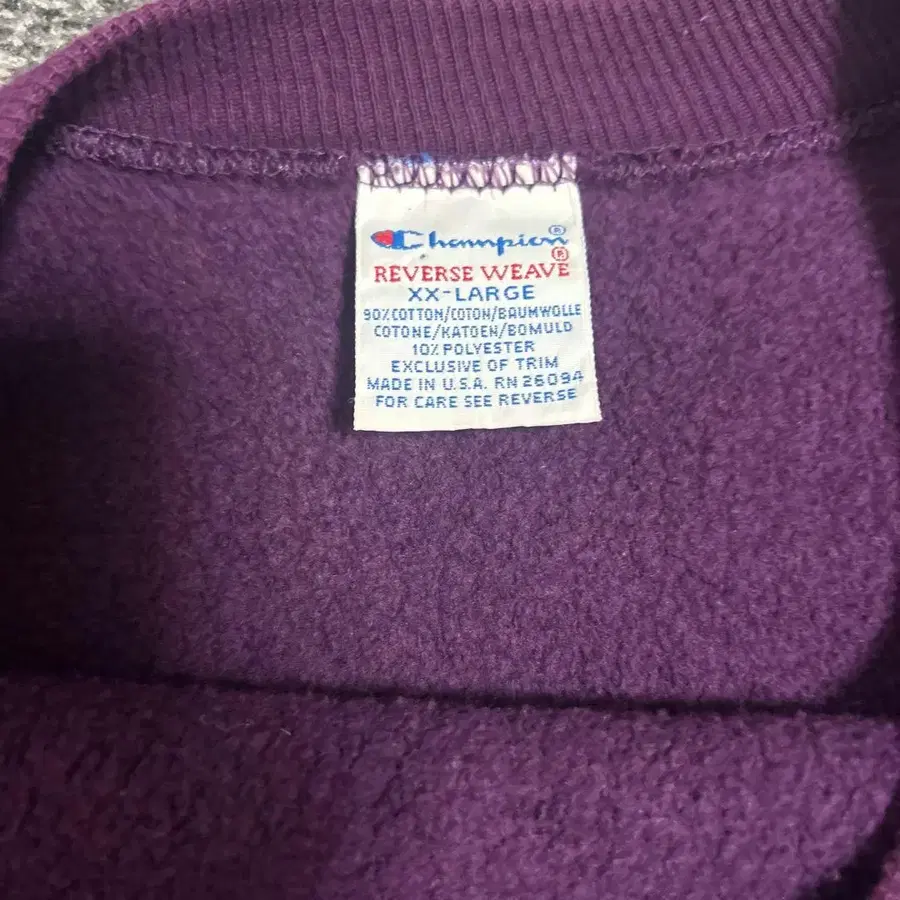 Champion®
REVERSE WEAVE®
XX-LARGE
90%COTTON/COTON/BAUMWOLLE
COTONE/KATOEN/BOMULD
10% POLYESTER
EXCLUSIVE OF TRIM
MADE IN U.S.A. RN 26094
FOR CARE SEE REVERSE